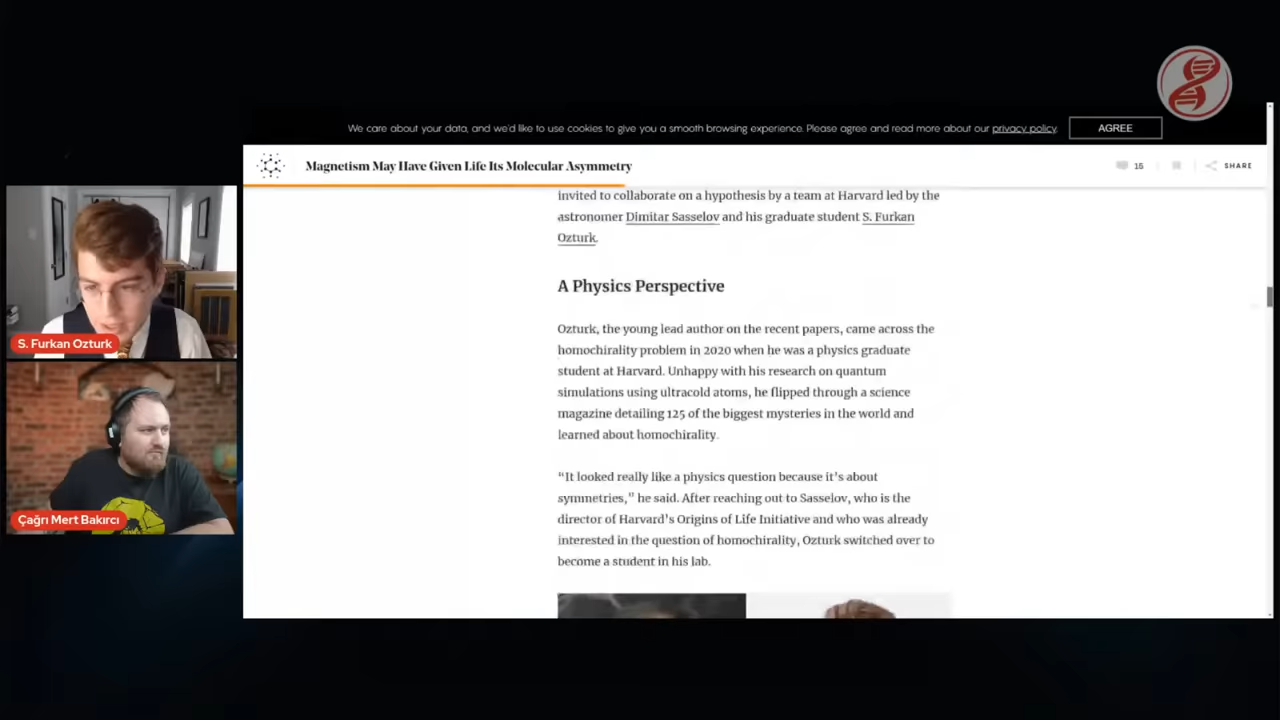 We care about your data, and we'd like to use cookies to give you a smooth browsing experience. Please agree and read more about our privacy policy.
AGREE
Magnetism May Have Given Life Its Molecular Asymmetry
15
SHARE
invited to collaborate on a hypothesis by a team at Harvard led by the
astronomer Dimitar Sasselov and his graduate student S. Furkan
Ozturk.
A Physics Perspective
Ozturk, the young lead author on the recent papers, came across the
homochirality problem in 2020 when he was a physics graduate
student at Harvard. Unhappy with his research on quantum
simulations using ultracold atoms, he flipped through a science
magazine detailing 125 of the biggest mysteries in the world and
learned about homochirality.
“It looked really like a physics question because it's about
symmetries,” he said. After reaching out to Sasselov, who is the
director of Harvard's Origins of Life Initiative and who was already
interested in the question of homochirality, Ozturk switched over to
become a student in his lab.
S. Furkan Ozturk
Çağrı Mert Bakırcı